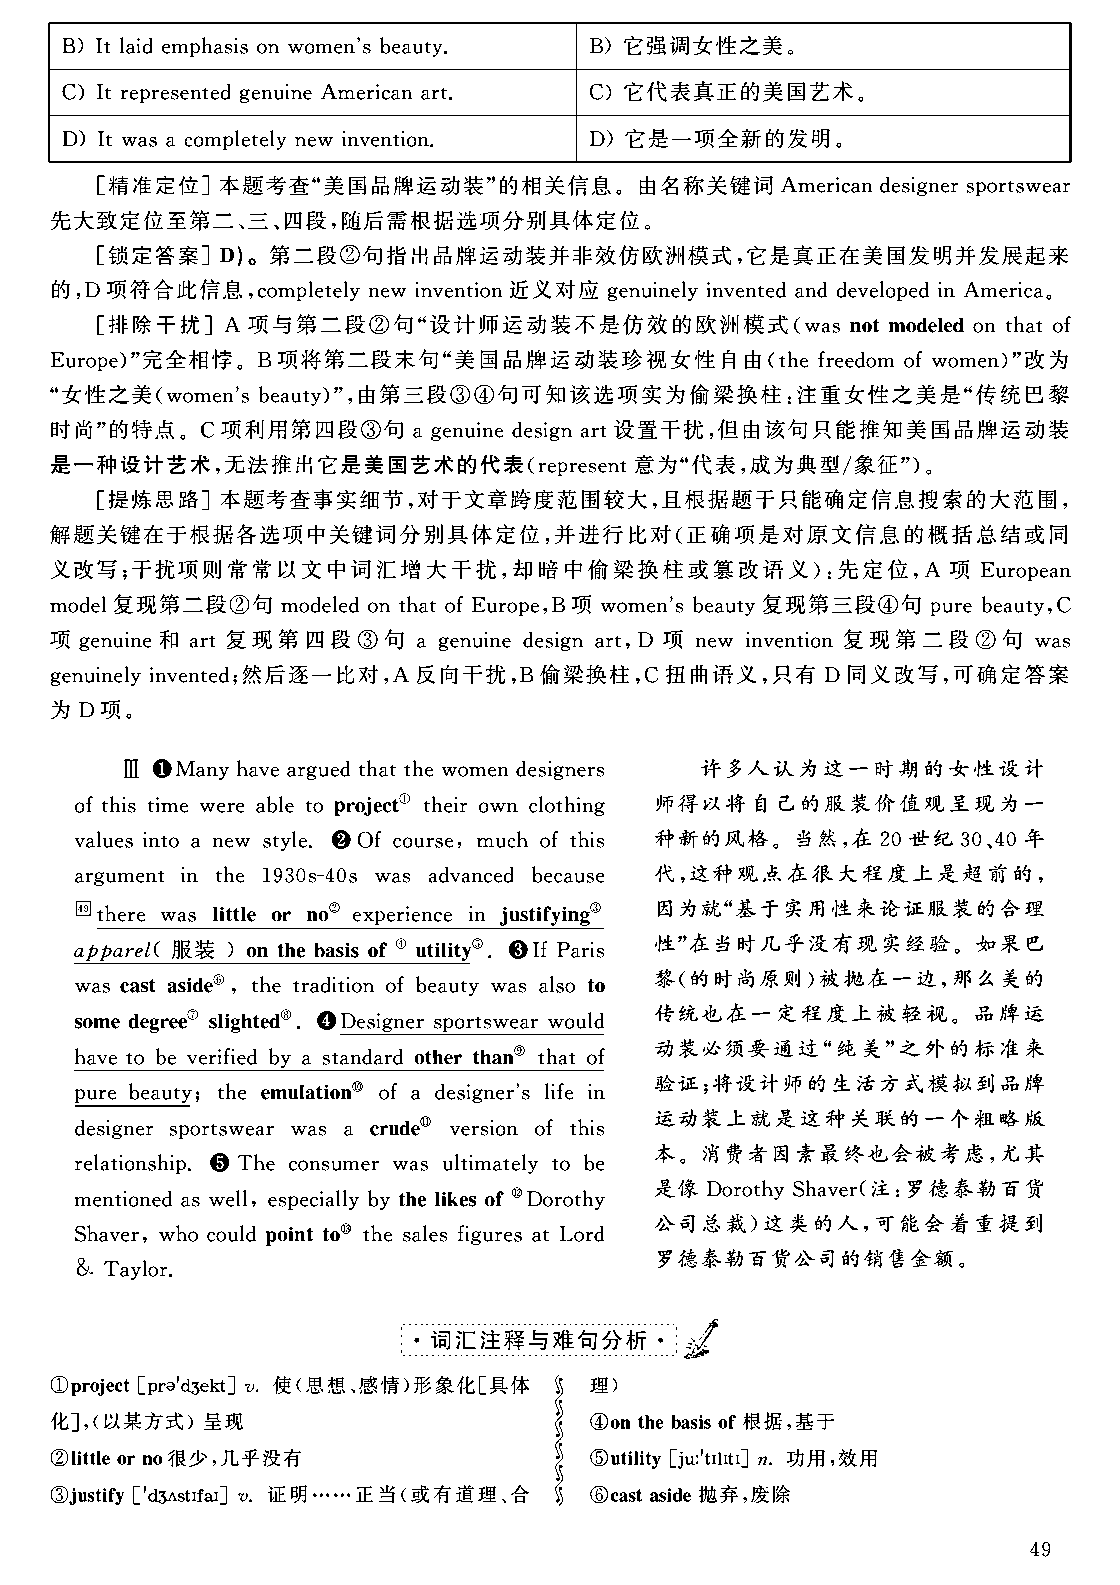 B) It laid emphasis on women's beauty.
B) 它强调女性之美。
C) It represented genuine American art.
C) 它代表真正的美国艺术。
D) It was a completely new invention.
D) 它是一项全新的发明。
[精准定位] 本题考查“美国品牌运动装”的相关信息。由名称关键词 American designer sportswear
先大致定位至第二、三、四段,随后需根据选项分别具体定位。
[锁定答案] D)。第二段②句指出品牌运动装并非效仿欧洲模式,它是真正在美国发明并发展起来
的,D 项符合此信息,completely new invention 近义对应 genuinely invented and developed in America。
[排除干扰] A 项与第二段②句“设计师运动装不是仿效的欧洲模式(was not modeled on that of
Europe)”完全相悖。B 项将第二段末句“美国品牌运动装珍视女性自由(the freedom of women)”改为
“女性之美(women's beauty)”,由第三段③④句可知该选项实为偷梁换柱:注重女性之美是“传统巴黎
时尚”的特点。C 项利用第四段③句 a genuine design art 设置干扰,但由该句只能推知美国品牌运动装
是一种设计艺术,无法推出它是美国艺术的代表(represent 意为“代表,成为典型/象征”)。
[提炼思路] 本题考查事实细节,对于文章跨度范围较大,且根据题干只能确定信息搜索的大范围,
解题关键在于根据各选项中关键词分别具体定位,并进行比对(正确项是对原文信息的概括总结或同
义改写;干扰项则常常以文中词汇增大干扰,却暗中偷梁换柱或篡改语义):先定位,A 项 European
model 复现第二段②句 modeled on that of Europe,B 项 women's beauty 复现第三段④句 pure beauty,C
项 genuine 和 art 复现第四段③句 a genuine design art,D 项 new invention 复现第二段②句 was
genuinely invented;然后逐一比对,A 反向干扰,B 偷梁换柱,C 扭曲语义,只有 D 同义改写,可确定答案
为 D 项。
Ⅲ ❶Many have argued that the women designers
of this time were able to project① their own clothing
values into a new style. ❷Of course, much of this
argument in the 1930s-40s was advanced because
49 there was little or no② experience in justifying③
apparel( 服装 ) on the basis of ④ utility⑤. ❸If Paris
was cast aside⑥, the tradition of beauty was also to
some degree⑦ slighted⑧. ❹Designer sportswear would
have to be verified by a standard other than⑨ that of
pure beauty; the emulation⑩ of a designer's life in
designer sportswear was a crude⑪ version of this
relationship. ❺The consumer was ultimately to be
mentioned as well, especially by the likes of ⑫Dorothy
Shaver, who could point to⑬ the sales figures at Lord
& Taylor.
许多人认为这一时期的女性设计
师得以将自己的服装价值观呈现为一
种新的风格。当然,在 20 世纪 30、40 年
代,这种观点在很大程度上是超前的,
因为就“基于实用性来论证服装的合理
性”在当时几乎没有现实经验。如果巴
黎(的时尚原则)被抛在一边,那么美的
传统也在一定程度上被轻视。品牌运
动装必须要通过“纯美”之外的标准来
验证;将设计师的生活方式模拟到品牌
运动装上就是这种关联的一个粗略版
本。消费者因素最终也会被考虑,尤其
是像 Dorothy Shaver(注:罗德泰勒百货
公司总裁)这类的人,可能会着重提到
罗德泰勒百货公司的销售金额。
·词汇注释与难句分析·
①project [prəˈdʒekt] v. 使(思想、感情)形象化[具体
化],(以某方式) 呈现
②little or no 很少,几乎没有
③justify [ˈdʒʌstɪfaɪ] v. 证明……正当(或有道理、合
理)
④on the basis of 根据,基于
⑤utility [juːˈtɪlɪtɪ] n. 功用,效用
⑥cast aside 抛弃,废除
49